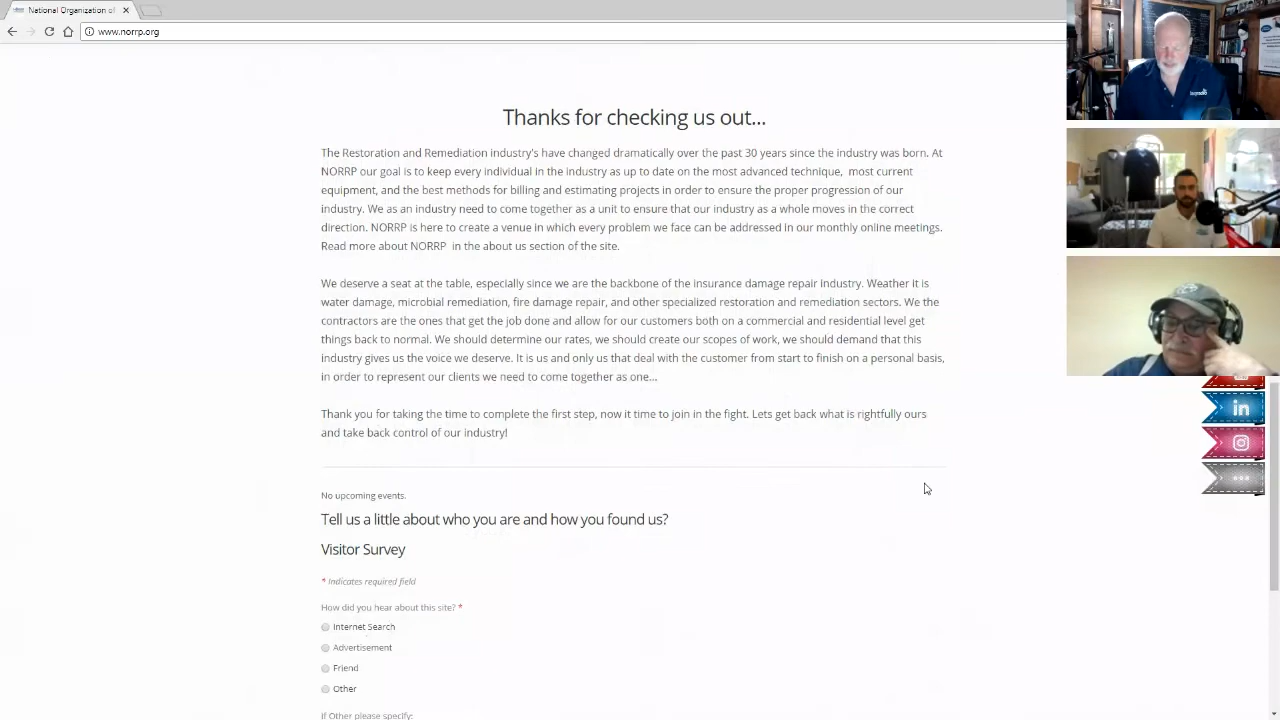 National Organization of
www.norrp.org
Thanks for checking us out...
The Restoration and Remediation industry's have changed dramatically over the past 30 years since the industry was born. At
NORRP our goal is to keep every individual in the industry as up to date on the most advanced technique, most current
equipment, and the best methods for billing and estimating projects in order to ensure the proper progression of our
industry. We as an industry need to come together as a unit to ensure that our industry as a whole moves in the correct
direction. NORRP is here to create a venue in which every problem we face can be addressed in our monthly online meetings.
Read more about NORRP in the about us section of the site.
We deserve a seat at the table, especially since we are the backbone of the insurance damage repair industry. Weather it is
water damage, microbial remediation, fire damage repair, and other specialized restoration and remediation sectors. We the
contractors are the ones that get the job done and allow for our customers both on a commercial and residential level get
things back to normal. We should determine our rates, we should create our scopes of work, we should demand that this
industry gives us the voice we deserve. It is us and only us that deal with the customer from start to finish on a personal basis,
in order to represent our clients we need to come together as one...
Thank you for taking the time to complete the first step, now it time to join in the fight. Lets get back what is rightfully ours
and take back control of our industry!
No upcoming events.
Tell us a little about who you are and how you found us?
Visitor Survey
* Indicates required field
How did you hear about this site? *
Internet Search
Advertisement
Friend
Other
If Other please specify:
in